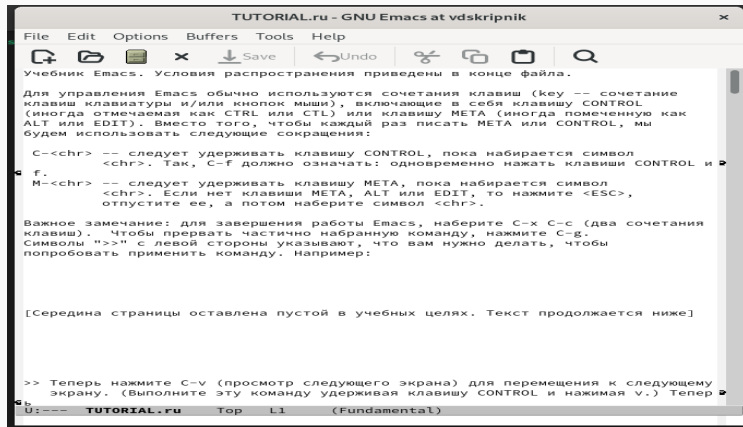 TUTORIAL.ru - GNU Emacs at vdskripnik
File Edit Options Buffers Tools Help
Save Undo
Учебник Emacs. Условия распространения приведены в конце файла.
Для управления Emacs обычно используются сочетания клавиш (key -- сочетание
клавиш клавиатуры и/или кнопок мыши), включающие в себя клавишу CONTROL
(иногда отмечаемая как CTRL или CTL) или клавишу META (иногда помеченную как
ALT или EDIT). Вместо того, чтобы каждый раз писать META или CONTROL, мы
будем использовать следующие сокращения:
C-<chr> -- следует удерживать клавишу CONTROL, пока набирается символ
<chr>. Так, C-f должно означать: одновременно нажать клавиши CONTROL и
f.
M-<chr> -- следует удерживать клавишу META, пока набирается символ
<chr>. Если нет клавиши META, ALT или EDIT, то нажмите <ESC>,
отпустите ее, а потом наберите символ <chr>.
Важное замечание: для завершения работы Emacs, наберите C-x C-c (два сочетания
клавиш). Чтобы прервать частично набранную команду, нажмите C-g.
Символы ">>" с левой стороны указывают, что вам нужно делать, чтобы
попробовать применить команду. Например:
[Середина страницы оставлена пустой в учебных целях. Текст продолжается ниже]
>> Теперь нажмите C-v (просмотр следующего экрана) для перемещения к следующему
экрану. (Выполните эту команду удерживая клавишу CONTROL и нажимая v.) Тепер
ь
U:--- TUTORIAL.ru Top L1 (Fundamental)